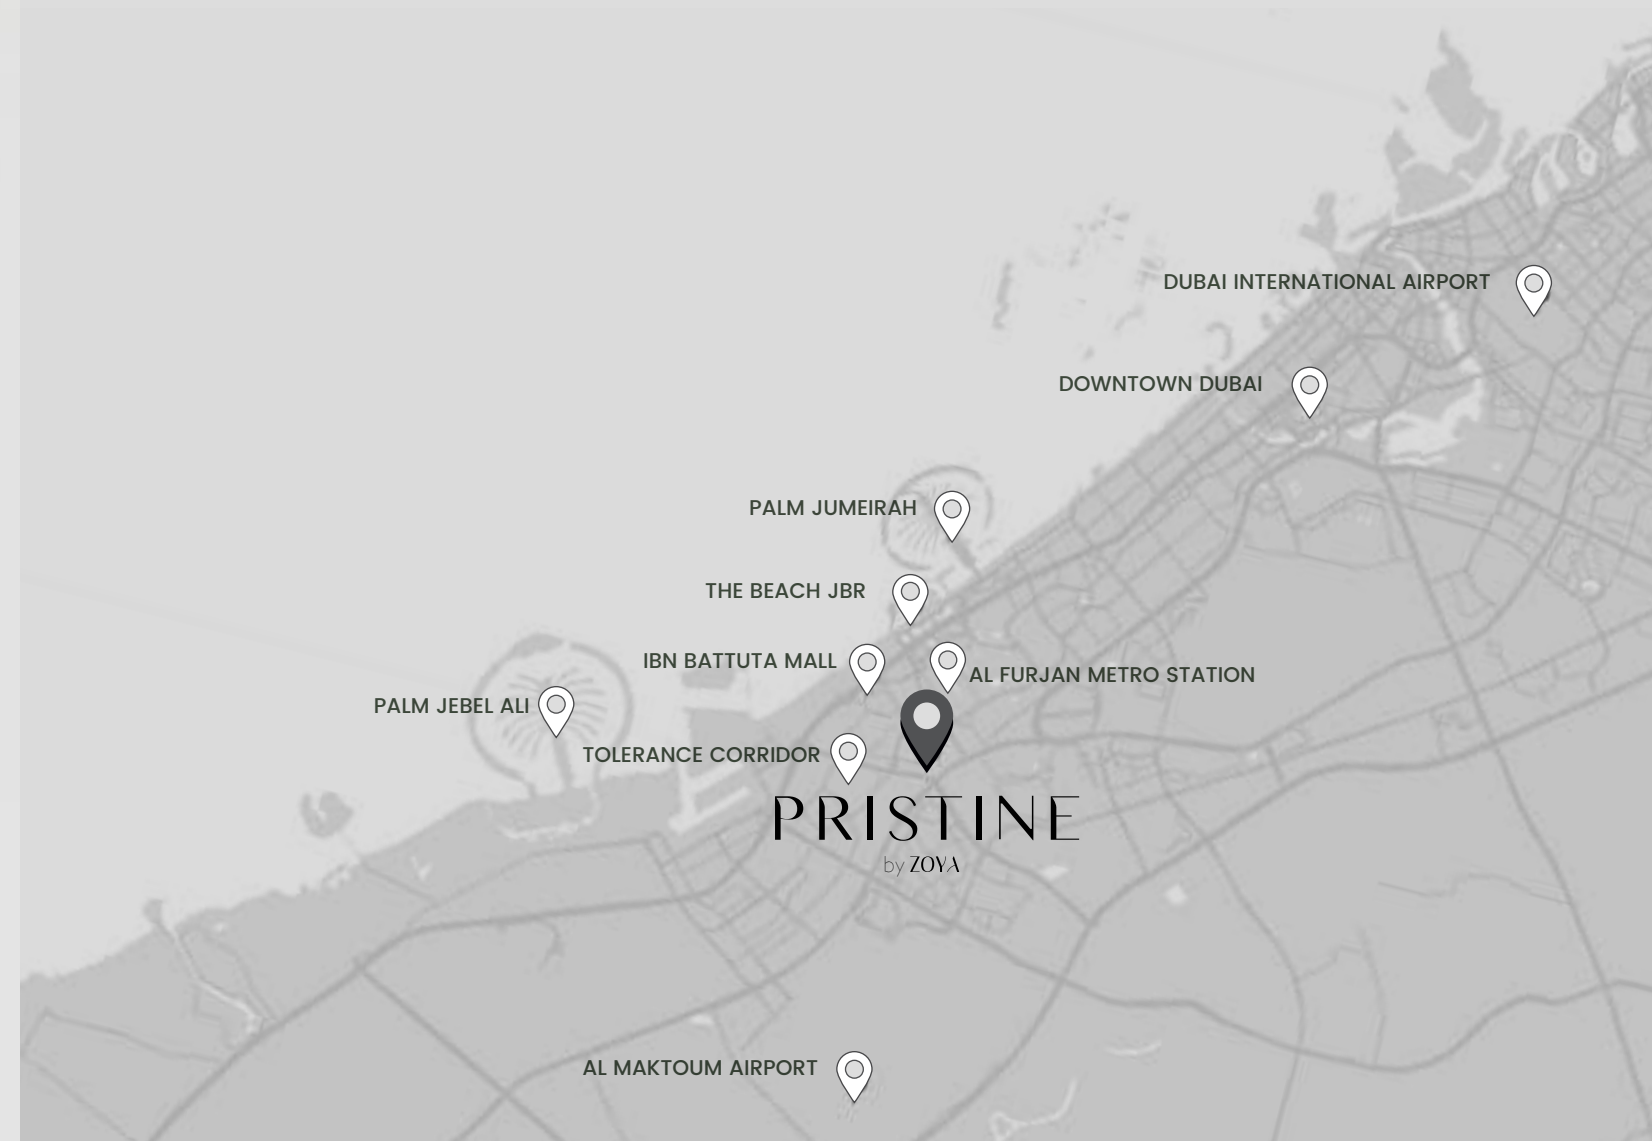 DUBAI INTERNATIONAL AIRPORT
DOWNTOWN DUBAI
PALM JUMEIRAH
THE BEACH JBR
IBN BATTUTA MALL
AL FURJAN METRO STATION
PALM JEBEL ALI
TOLERANCE CORRIDOR
PRISTINE
by ZOYA
AL MAKTOUM AIRPORT